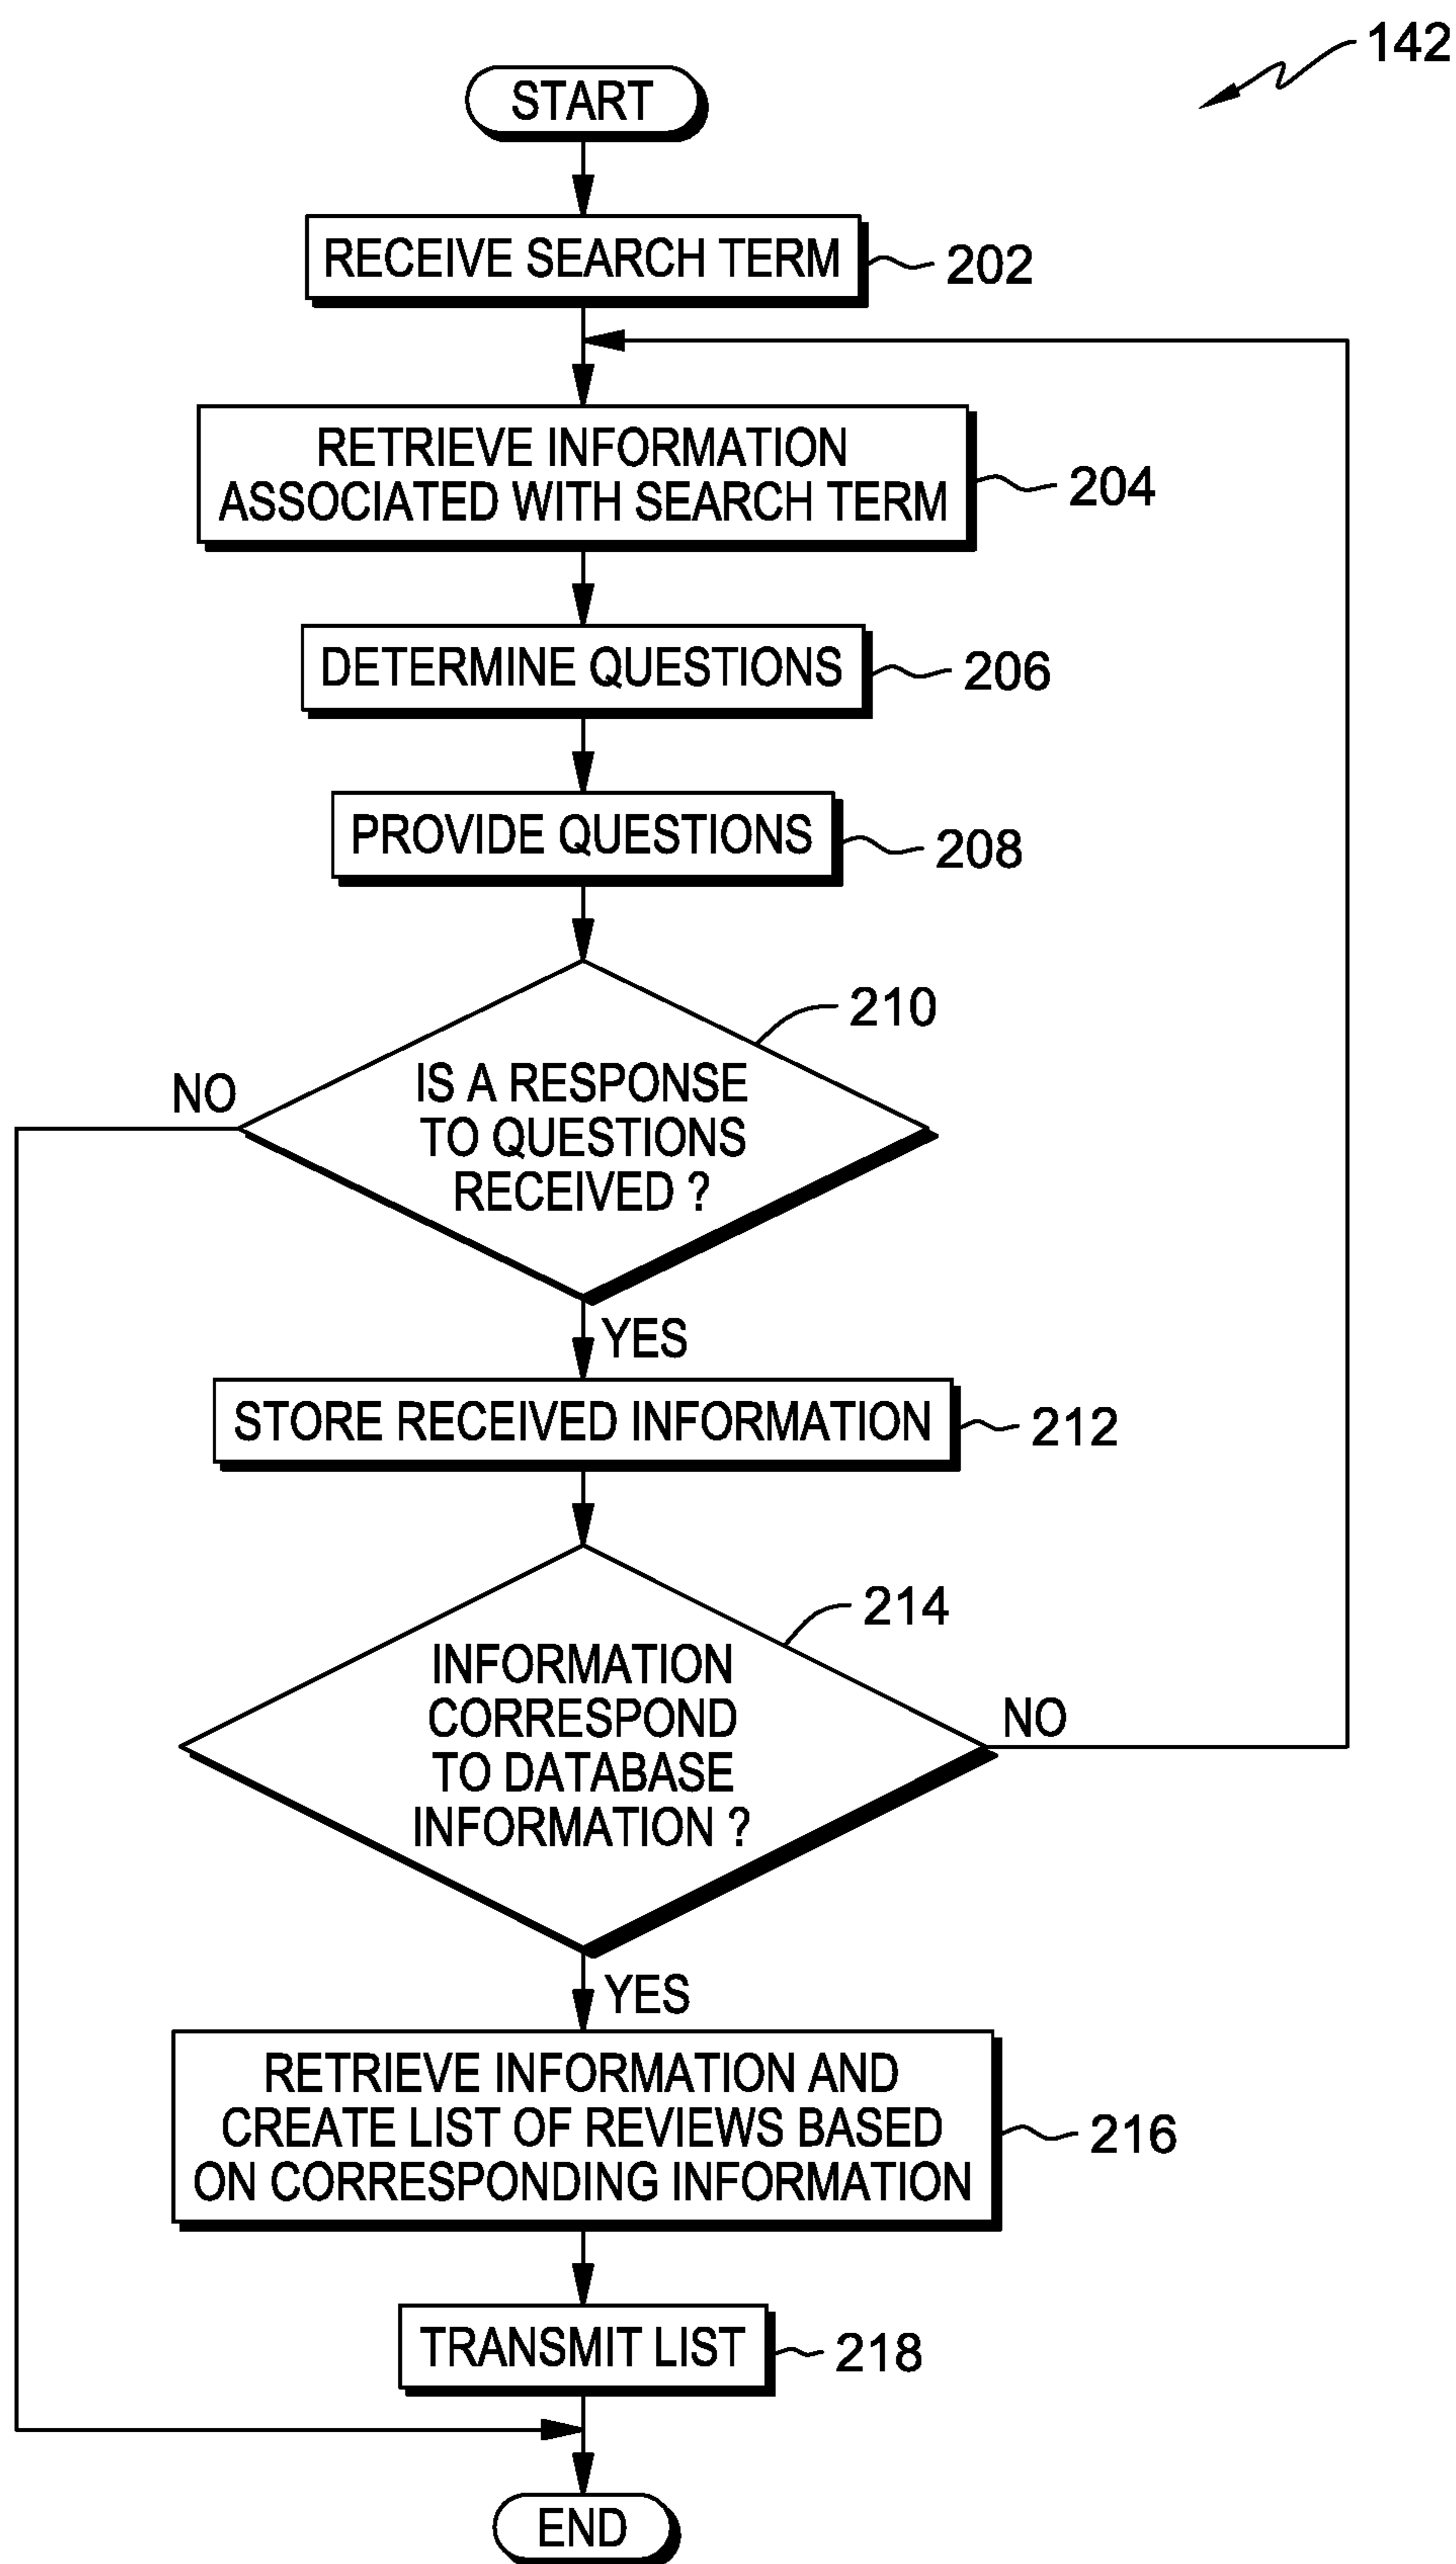 142
START
RECEIVE SEARCH TERM
202
RETRIEVE INFORMATION
ASSOCIATED WITH SEARCH TERM
204
DETERMINE QUESTIONS
206
PROVIDE QUESTIONS
208
210
NO
IS A RESPONSE
TO QUESTIONS
RECEIVED ?
YES
STORE RECEIVED INFORMATION
212
214
INFORMATION
CORRESPOND
TO DATABASE
INFORMATION ?
NO
YES
RETRIEVE INFORMATION AND
CREATE LIST OF REVIEWS BASED
ON CORRESPONDING INFORMATION
216
TRANSMIT LIST
218
END